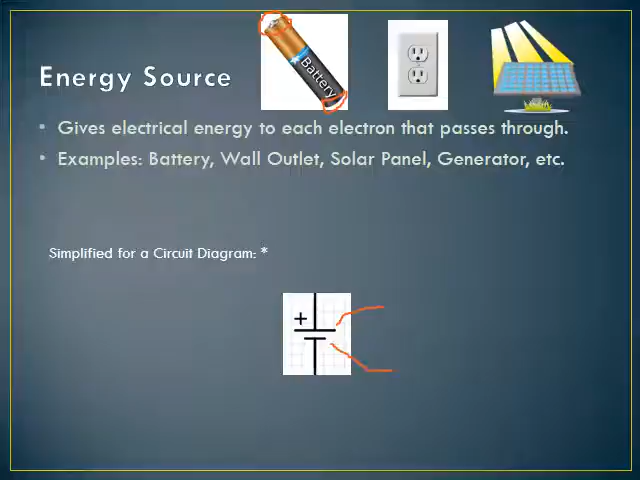 Battery
Energy Source
• Gives electrical energy to each electron that passes through.
• Examples: Battery, Wall Outlet, Solar Panel, Generator, etc.
Simplified for a Circuit Diagram: *
+